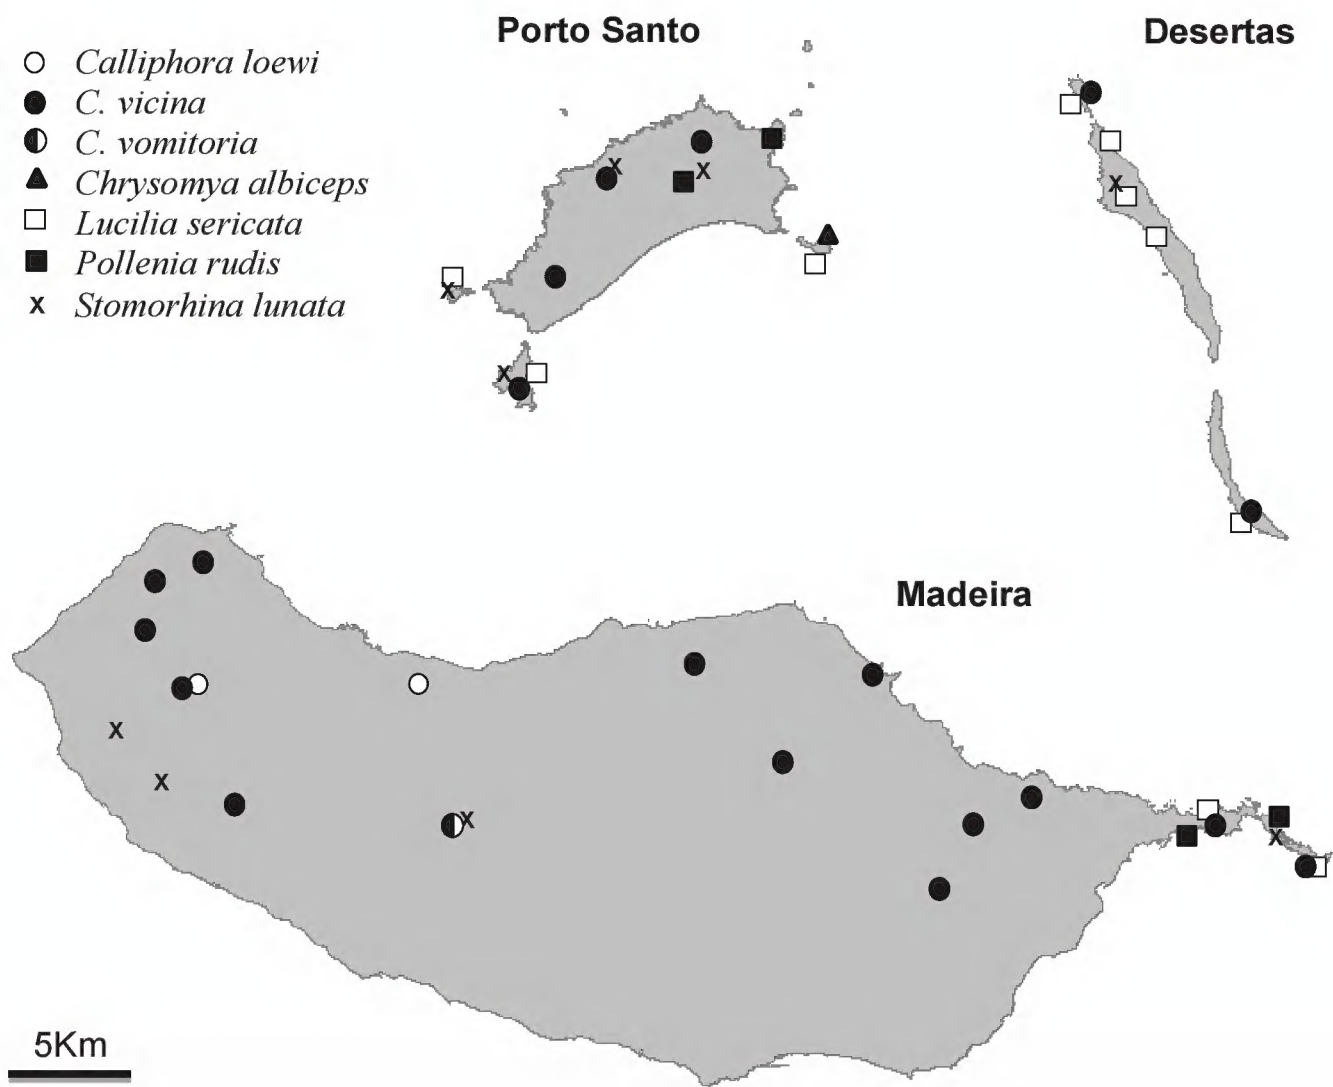 Porto Santo
Desertas
Calliphora loewi
C. vicina
C. vomitoria
Chrysomya albiceps
Lucilia sericata
Pollenia rudis
x Stomorhina lunata
Madeira
5Km